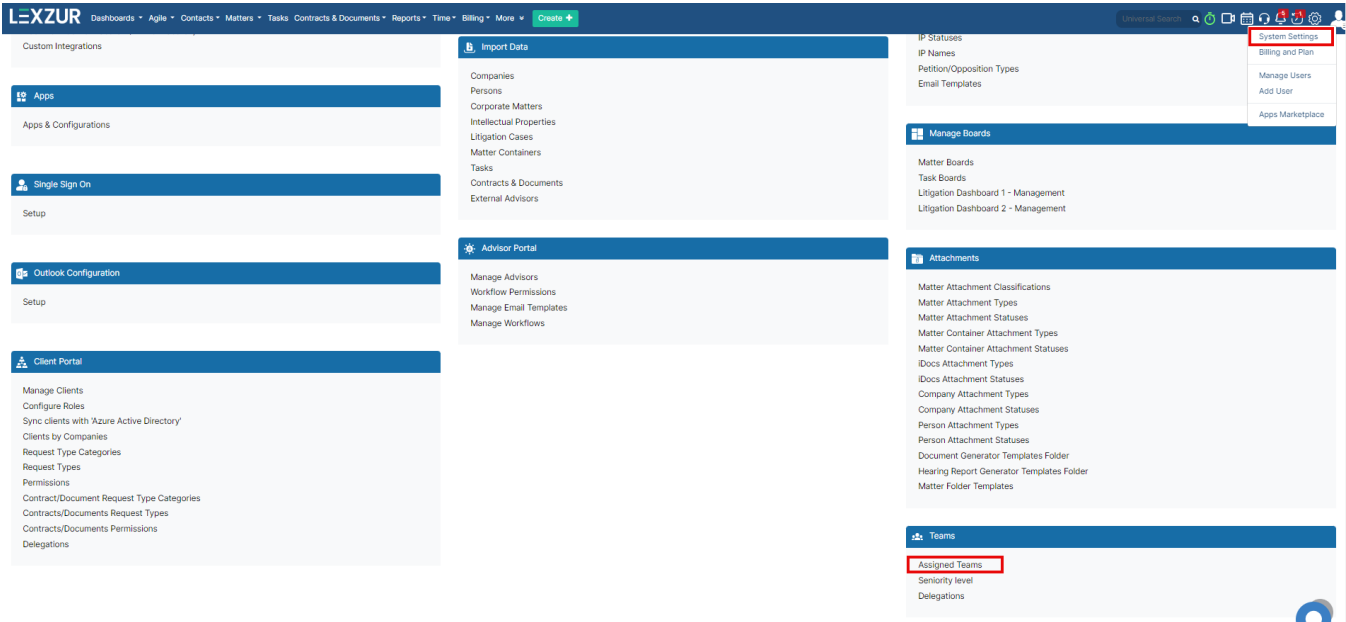 LEXZUR Dashboards Agile Contacts Matters Tasks Contracts & Documents Reports Time Billing More Create + Universal Search 5 1
System Settings
Billing and Plan
Manage Users
Add User
Apps Marketplace
Custom Integrations
Apps
Apps & Configurations
Single Sign On
Setup
Outlook Configuration
Setup
Client Portal
Manage Clients
Configure Roles
Sync clients with 'Azure Active Directory'
Clients by Companies
Request Type Categories
Request Types
Permissions
Contract/Document Request Type Categories
Contracts/Documents Request Types
Contracts/Documents Permissions
Delegations
Import Data
Companies
Persons
Corporate Matters
Intellectual Properties
Litigation Cases
Matter Containers
Tasks
Contracts & Documents
External Advisors
Advisor Portal
Manage Advisors
Workflow Permissions
Manage Email Templates
Manage Workflows
IP Statuses
IP Names
Petition/Opposition Types
Email Templates
Manage Boards
Matter Boards
Task Boards
Litigation Dashboard 1 - Management
Litigation Dashboard 2 - Management
Attachments
Matter Attachment Classifications
Matter Attachment Types
Matter Attachment Statuses
Matter Container Attachment Types
Matter Container Attachment Statuses
iDocs Attachment Types
iDocs Attachment Statuses
Company Attachment Types
Company Attachment Statuses
Person Attachment Types
Person Attachment Statuses
Document Generator Templates Folder
Hearing Report Generator Templates Folder
Matter Folder Templates
Teams
Assigned Teams
Seniority level
Delegations